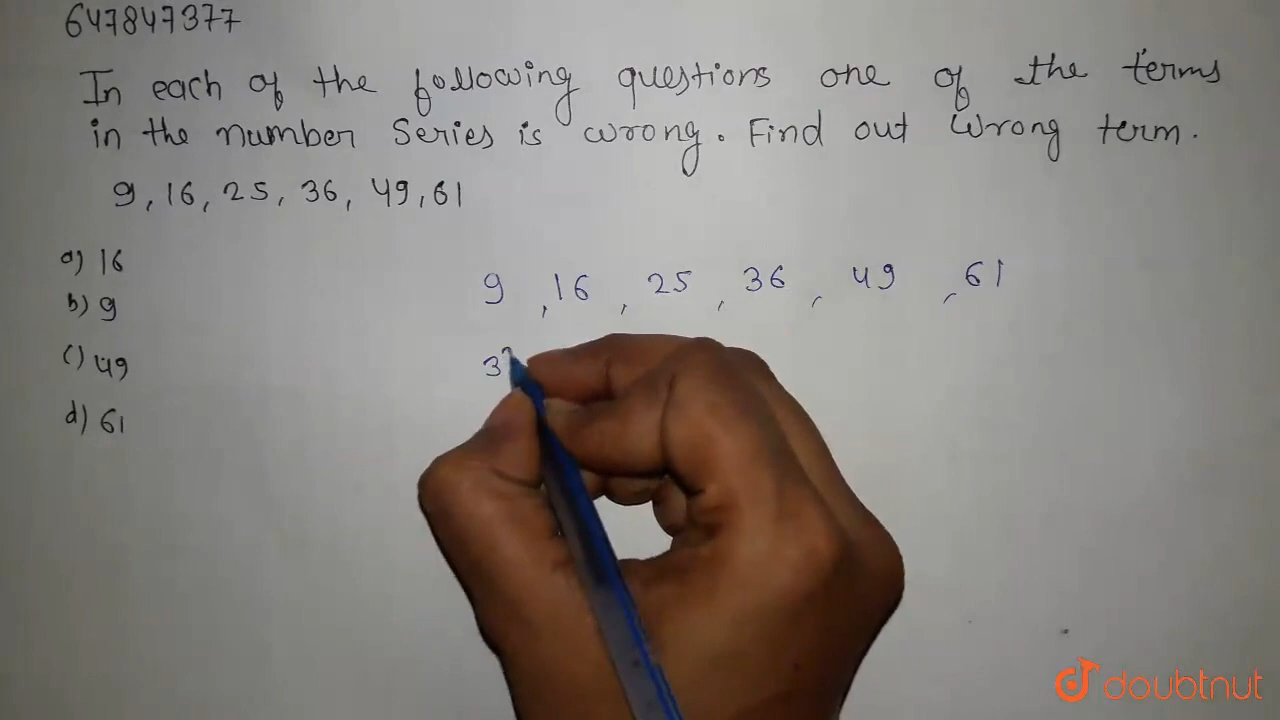 647847377
In each of the following questions one of the terms
in the number Series is wrong. Find out Wrong term.
9, 16, 25, 36, 49, 61
a) 16
b) 9
c) 49
d) 61
9, 16, 25, 36, 49, 61
3²
doubtnut